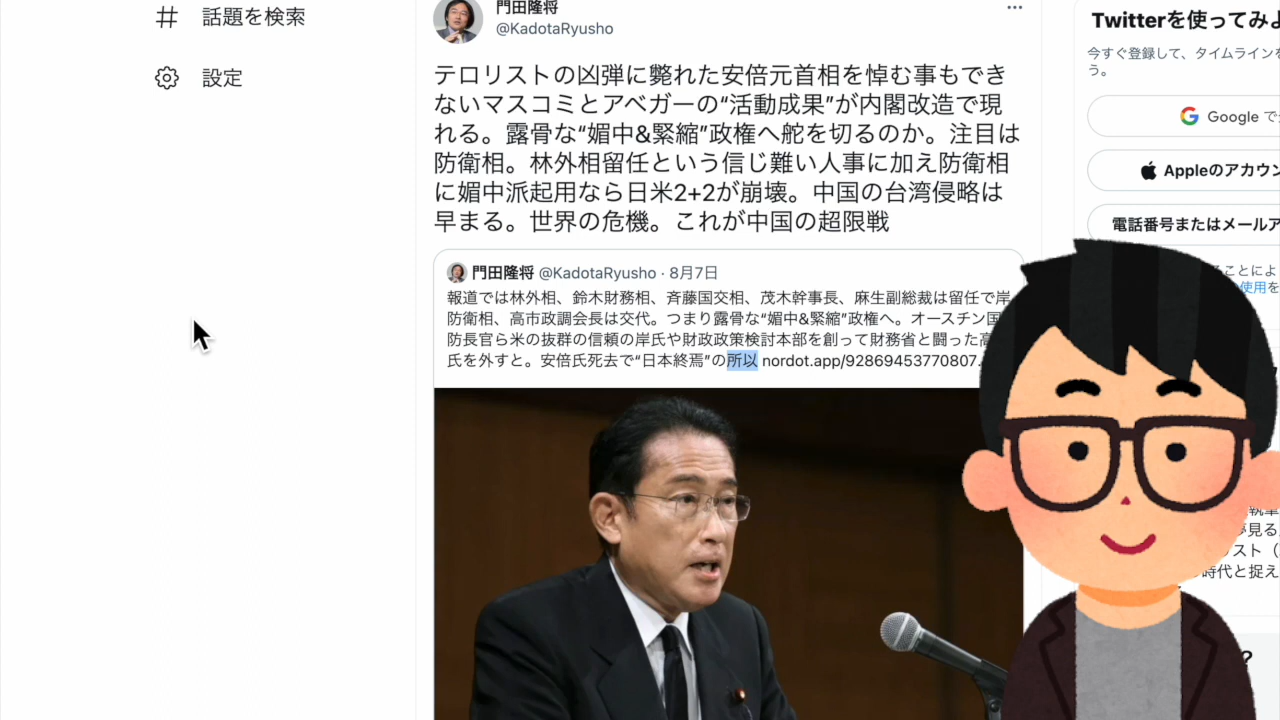 話題を検索
設定
門田隆将
@KadotaRyusho
テロリストの凶弾に斃れた安倍元首相を悼む事もでき
ないマスコミとアベガーの“活動成果”が内閣改造で現
れる。露骨な“媚中&緊縮”政権へ舵を切るのか。注目は
防衛相。林外相留任という信じ難い人事に加え防衛相
に媚中派起用なら日米2+2が崩壊。中国の台湾侵略は
早まる。世界の危機。これが中国の超限戦
門田隆将 @KadotaRyusho · 8月7日
報道では林外相、鈴木財務相、斉藤国交相、茂木幹事長、麻生副総裁は留任で岸
防衛相、高市政調会長は交代。つまり露骨な“媚中&緊縮”政権へ。オースチン国
防長官ら米の抜群の信頼の岸氏や財政政策検討本部を創って財務省と闘った高
氏を外すと。安倍氏死去で“日本終焉”の所以 nordot.app/92869453770807.
Twitterを使ってみよ
今すぐ登録して、タイムライン
う。
Google で
Appleのアカウン
電話番号またはメールア
ことによ
使用を
見る
スト（
時代と捉え
?